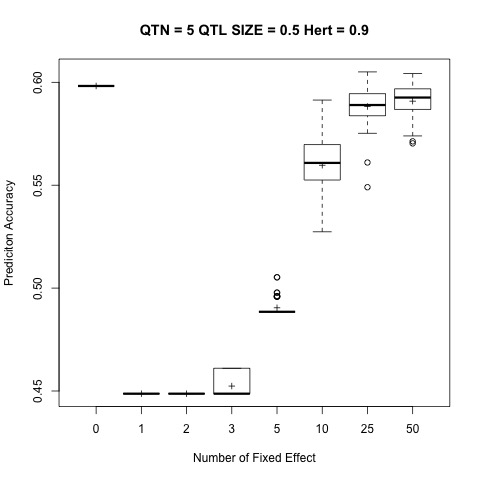 QTN = 5 QTL SIZE = 0.5 Hert = 0.9
Prediciton Accuracy
0.60
0.55
0.50
0.45
0 1 2 3 5 10 25 50
Number of Fixed Effect